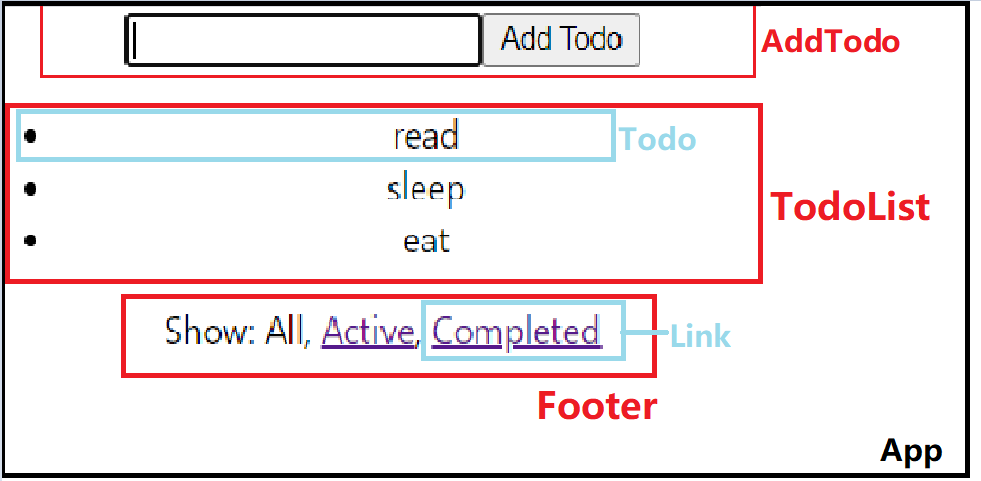 Add Todo AddTodo
read Todo
sleep
TodoList
eat
Show: All, Active, Completed Link
Footer
App